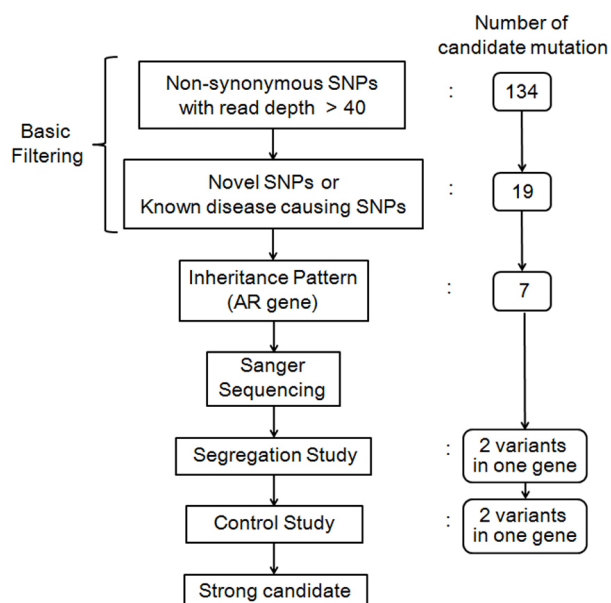 Number of
candidate mutation
Basic
Filtering
Non-synonymous SNPs
with read depth > 40
:
134
Novel SNPs or
Known disease causing SNPs
:
19
Inheritance Pattern
(AR gene)
:
7
Sanger
Sequencing
Segregation Study
:
2 variants
in one gene
Control Study
:
2 variants
in one gene
Strong candidate